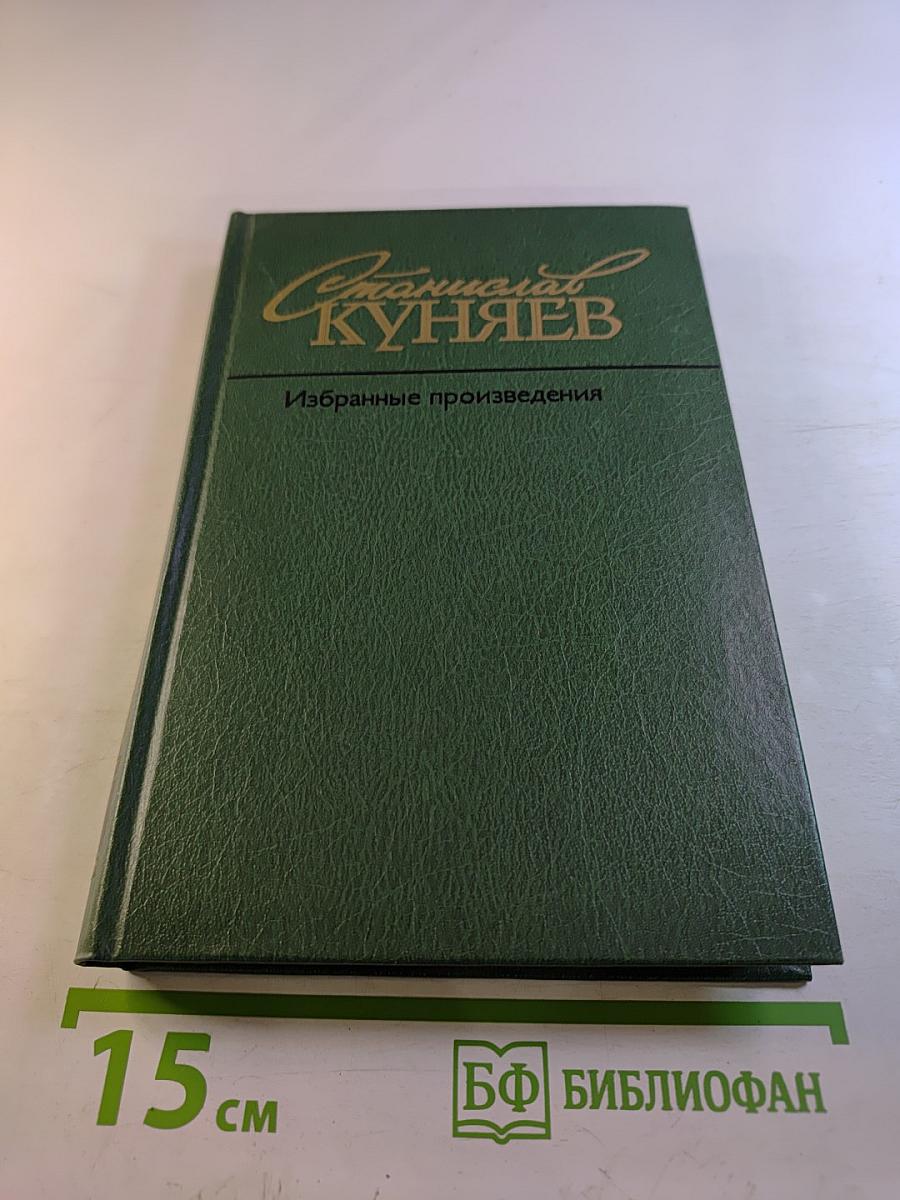 Станислав
КУНЯЕВ
Избранные произведения
15 см
БФ БИБЛИОФАН